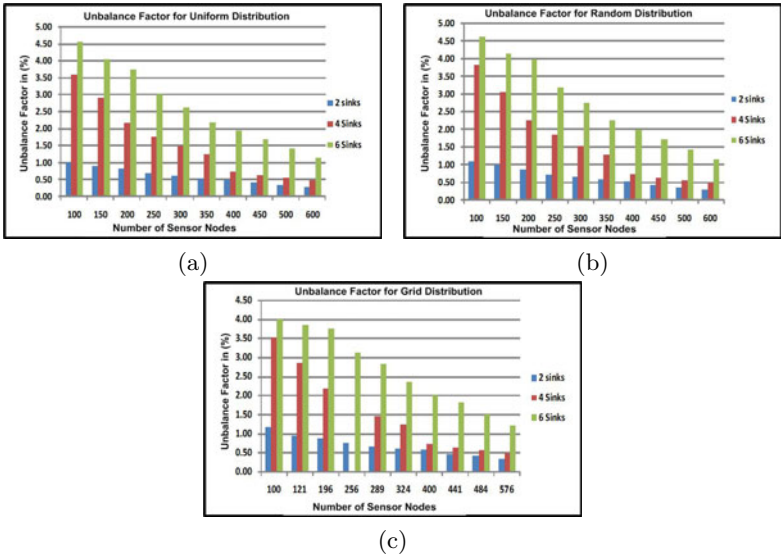 Unbalance Factor for Uniform Distribution
Unbalance Factor in (%)
5.00
4.50
4.00
3.50
3.00
2.50
2.00
1.50
1.00
0.50
0.00
100 150 200 250 300 350 400 450 500 600
Number of Sensor Nodes
2 sinks
4 Sinks
6 Sinks
(a)
Unbalance Factor for Random Distribution
Unbalance Factor in (%)
5.00
4.50
4.00
3.50
3.00
2.50
2.00
1.50
1.00
0.50
0.00
100 150 200 250 300 350 400 450 500 600
Number of Sensor Nodes
2 sinks
4 Sinks
6 Sinks
(b)
Unbalance Factor for Grid Distribution
Unbalance Factor in (%)
4.50
4.00
3.50
3.00
2.50
2.00
1.50
1.00
0.50
0.00
100 121 196 256 289 324 400 441 484 576
Number of Sensor Nodes
2 sinks
4 Sinks
6 Sinks
(c)